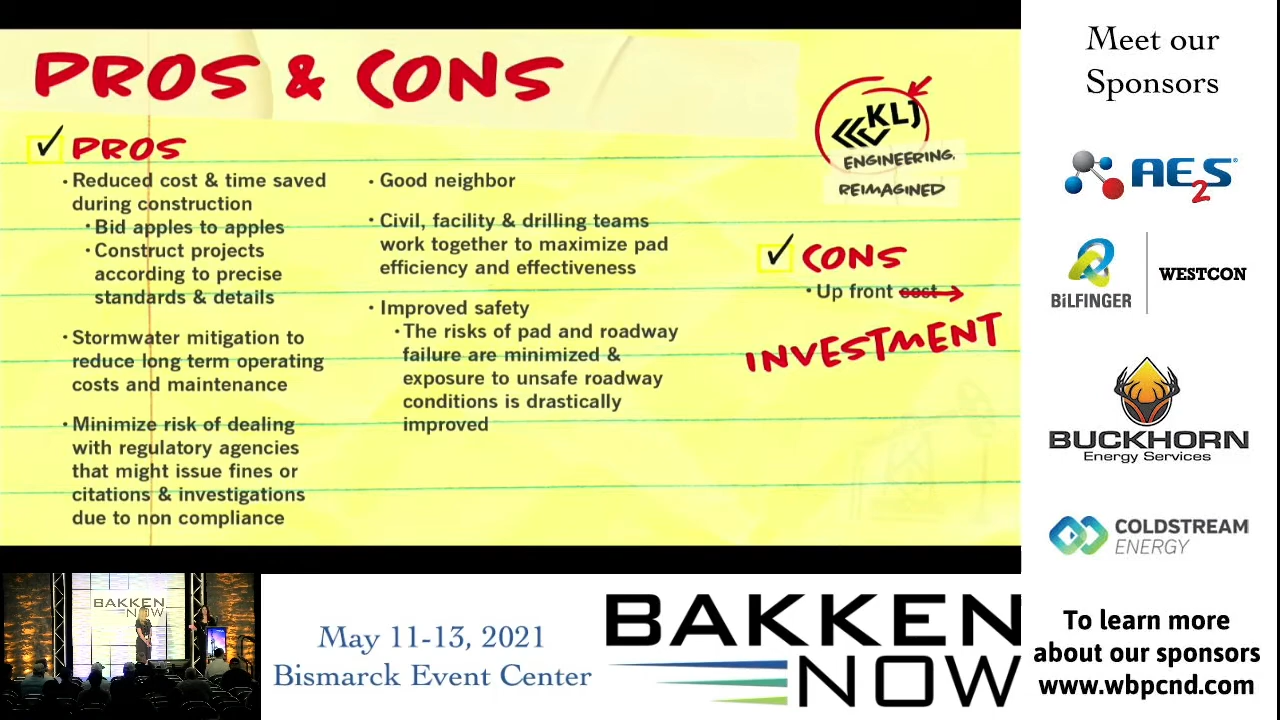 PROS & CONS
PROS
• Reduced cost & time saved
during construction
• Bid apples to apples
• Construct projects
according to precise
standards & details
• Stormwater mitigation to
reduce long term operating
costs and maintenance
• Minimize risk of dealing
with regulatory agencies
that might issue fines or
citations & investigations
due to non compliance
• Good neighbor
• Civil, facility & drilling teams
work together to maximize pad
efficiency and effectiveness
• Improved safety
• The risks of pad and roadway
failure are minimized &
exposure to unsafe roadway
conditions is drastically
improved
KLJ
ENGINEERING,
REIMAGINED
CONS
• Up front cost
INVESTMENT
Meet our
Sponsors
AE2S
BILFINGER
WESTCON
BUCKHORN
Energy Services
COLDSTREAM
ENERGY
To learn more
about our sponsors
www.wbpcnd.com
BAKKEN
NOW
May 11-13, 2021
Bismarck Event Center
BAKKEN
NOW